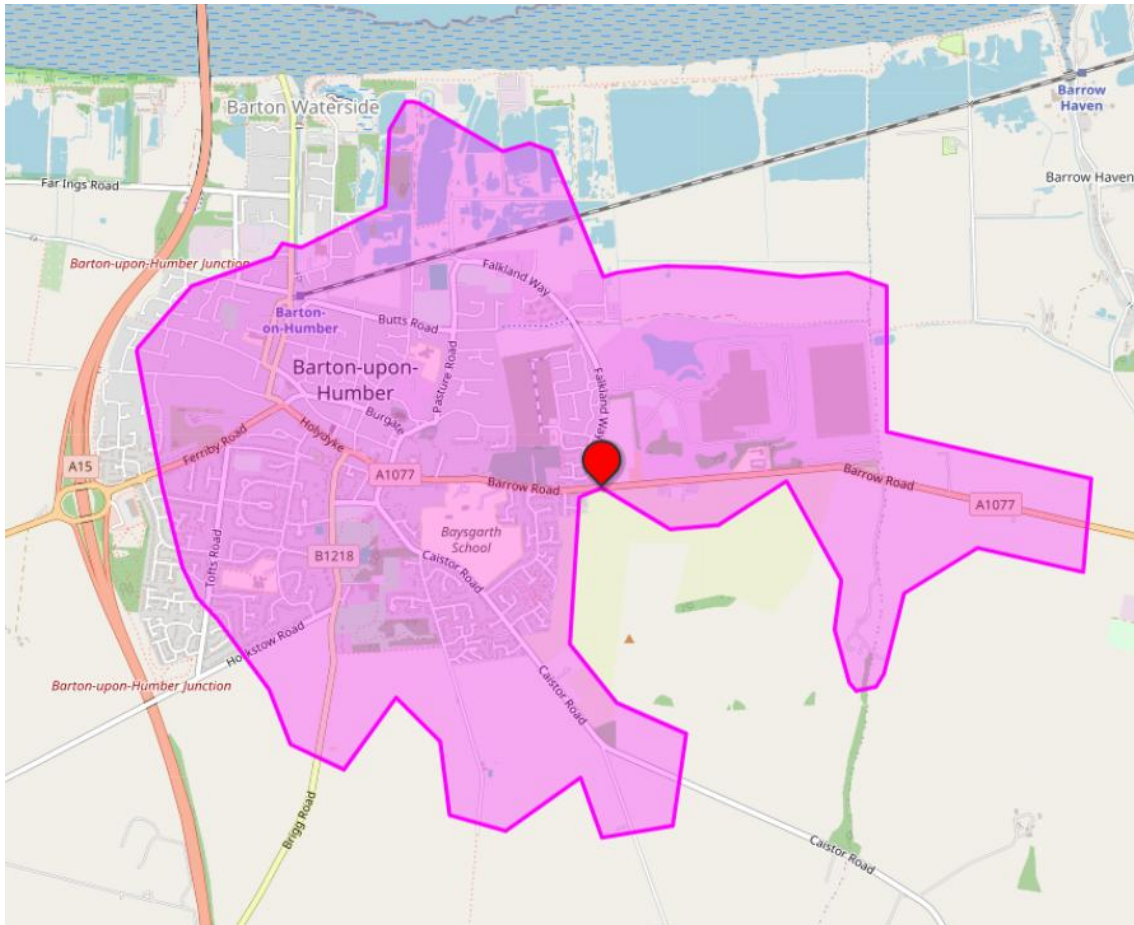 Barton Waterside
Barrow
Haven
Far Ings Road
Barrow Haven
Barton-upon-Humber Junction
Falkland Way
Barton-
on-Humber
Butts Road
Barton-upon-
Humber
Pasture Road
Falkland Way
Burgate
Holydyke
Ferriby Road
A15
A1077
Barrow Road
Barrow Road
A1077
Baysgarth
School
Tofts Road
B1218
Caistor Road
Horkstow Road
Barton-upon-Humber Junction
Caistor Road
Brigg Road
Caistor Road